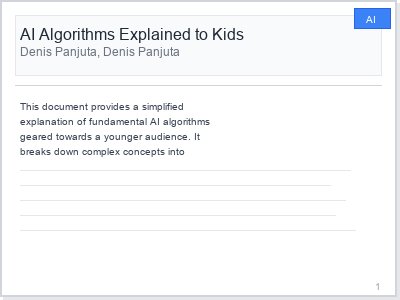 AI
AI Algorithms Explained to Kids
Denis Panjuta, Denis Panjuta
This document provides a simplified
explanation of fundamental AI algorithms
geared towards a younger audience. It
breaks down complex concepts into
1